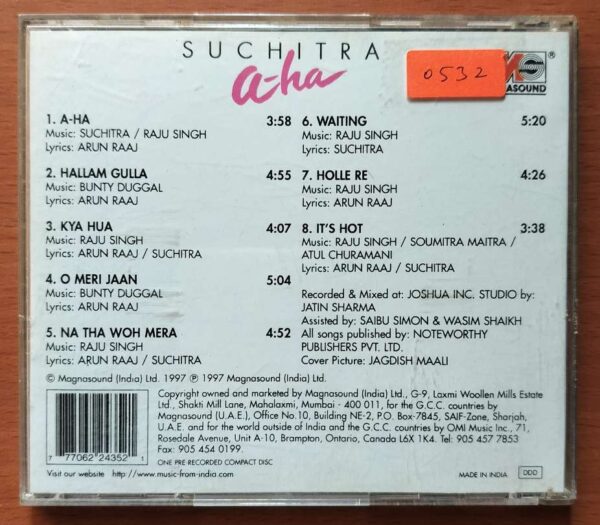 SUCHITRA
a-ha
0532
MS
ASOUND
®
1. A-HA 3:58
Music: SUCHITRA / RAJU SINGH
Lyrics: ARUN RAAJ
2. HALLAM GULLA 4:55
Music: BUNTY DUGGAL
Lyrics: ARUN RAAJ
3. KYA HUA 4:07
Music: RAJU SINGH
Lyrics: ARUN RAAJ / SUCHITRA
4. O MERI JAAN 5:04
Music: BUNTY DUGGAL
Lyrics: ARUN RAAJ
5. NA THA WOH MERA 4:52
Music: RAJU SINGH
Lyrics: ARUN RAAJ / SUCHITRA
6. WAITING 5:20
Music: RAJU SINGH
Lyrics: SUCHITRA
7. HOLLE RE 4:26
Music: RAJU SINGH
Lyrics: ARUN RAAJ
8. IT'S HOT 3:38
Music: RAJU SINGH / SOUMITRA MAITRA /
ATUL CHURAMANI
Lyrics: ARUN RAAJ / SUCHITRA
Recorded & Mixed at: JOSHUA INC. STUDIO by:
JATIN SHARMA
Assisted by: SAIBU SIMON & WASIM SHAIKH
All songs published by: NOTEWORTHY
PUBLISHERS PVT. LTD.
Cover Picture: JAGDISH MAALI
© Magnasound (India) Ltd. 1997 ℗ 1997 Magnasound (India) Ltd.
Copyright owned and marketed by Magnasound (India) Ltd., G-9, Laxmi Woollen Mills Estate
Ltd., Shakti Mill Lane, Mahalaxmi, Mumbai - 400 011, for the G.C.C. countries by
Magnasound (U.A.E.), Office No.10, Building NE-2, P.O. Box-7845, SAIF-Zone, Sharjah,
U.A.E. and for the world outside of India and the G.C.C. countries by OMI Music Inc., 71,
Rosedale Avenue, Unit A-10, Brampton, Ontario, Canada L6X 1K4. Tel: 905 457 7853
Fax: 905 454 0199
7 77062 24352 1
ONE PRE-RECORDED COMPACT DISC
Visit our website http://www.music-from-india.com
MADE IN INDIA
DDD